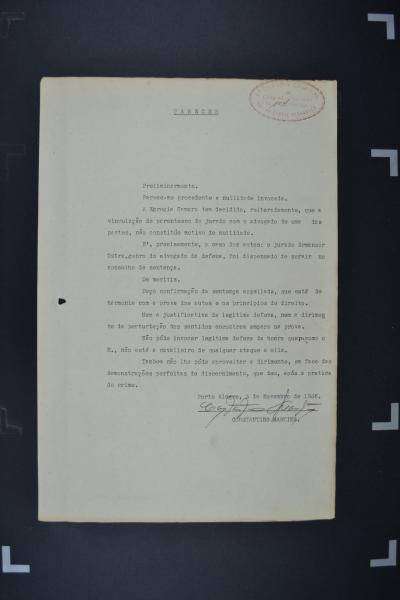 PARECER
Preliminarmente.
Parece-me procedente a nullidade invocada.
A Egregia Camara tem decidido, reiteradamente, que a
vinculação de parentesco do jurado com o advogado de uma das
partes, não constitúe motivo de nullidade.
E', precisamente, o caso dos autos: o jurado
Dutra, genro do advogado de defesa, foi dispensado de servir no
conselho de sentença.
De meritis.
Peço confirmação da sentença appellada, que está de
harmonia com a prova dos autos e os principios de direito.
Nem a justificativa de legitima defesa, nem a dirimen
te de perturbação dos sentidos encontram amparo na prova.
Não póde invocar legitima defesa da honra quem, como o
R., não está a cavalleiro de qualquer ataque a ella.
Tambem não lhe póde aproveitar a dirimente, em face das
demonstrações perfeitas de discernimento, que deu, após a pratica
do crime.
Porto Alegre, de Novembro de 1936.
CONSTANTINO MARTINS.